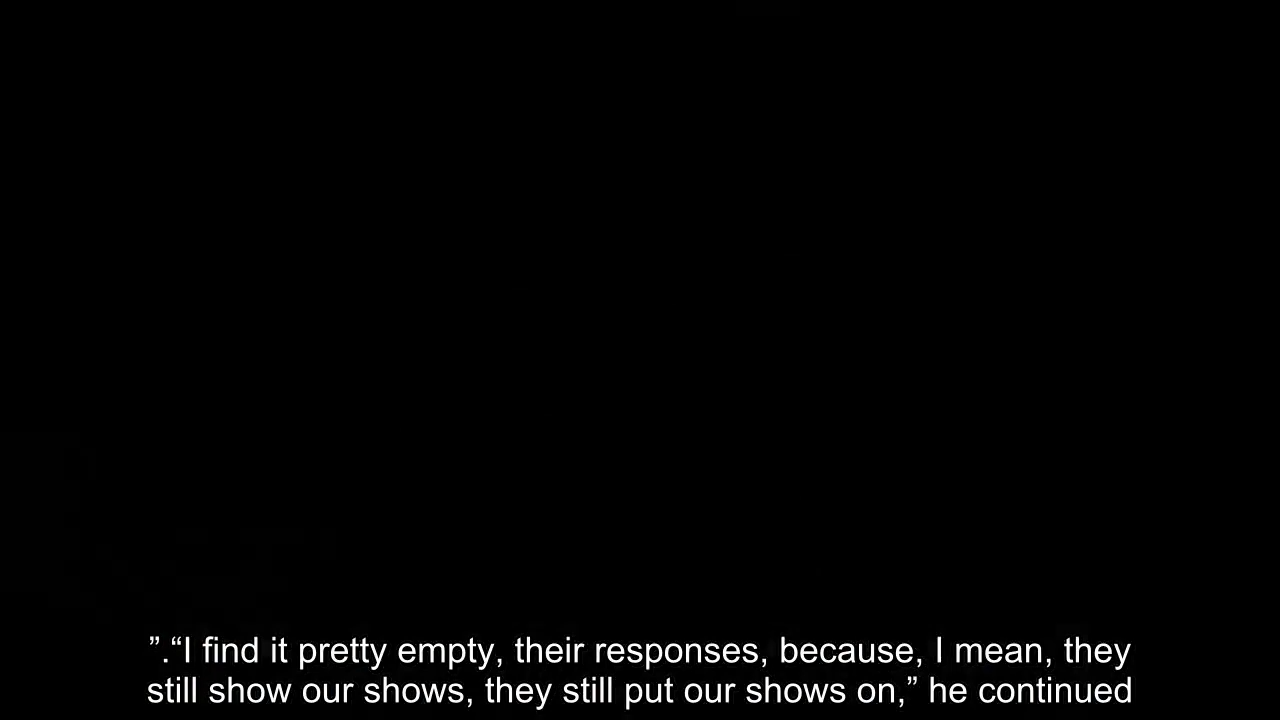 ”.“I find it pretty empty, their responses, because, I mean, they
still show our shows, they still put our shows on,” he continued